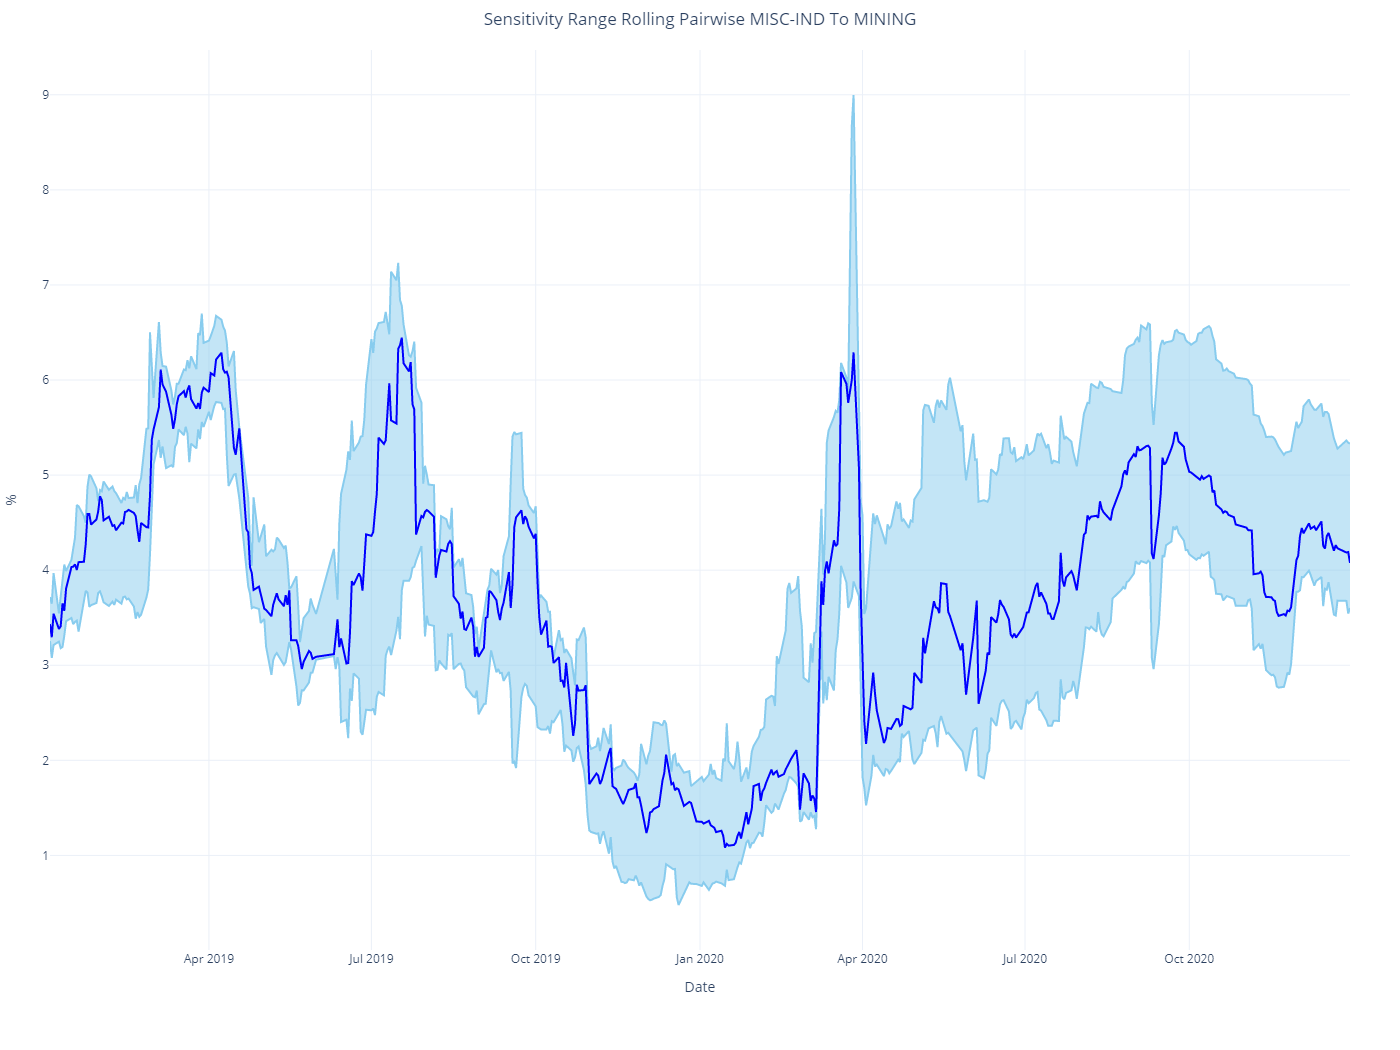 Sensitivity Range Rolling Pairwise MISC-IND To MINING
9
8
7
6
5
4
3
2
1
%
Apr 2019
Jul 2019
Oct 2019
Jan 2020
Apr 2020
Jul 2020
Oct 2020
Date